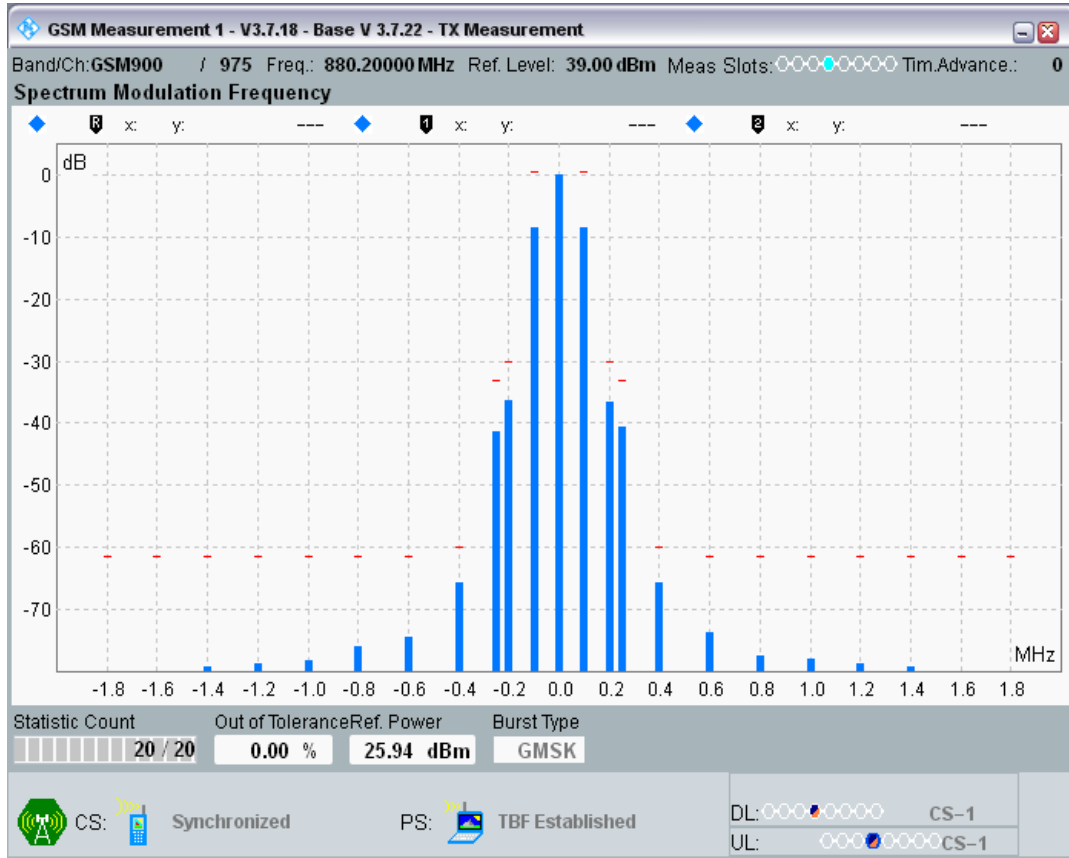 GSM Measurement 1 - V3.7.18 - Base V 3.7.22 - TX Measurement
Band/Ch:GSM900 / 975 Freq.: 880.20000 MHz Ref. Level: 39.00 dBm Meas Slots: Tim.Advance.: 0
Spectrum Modulation Frequency
R x: y: --- 1 x: y: --- 2 x: y: ---
dB
0
-10
-20
-30
-40
-50
-60
-70
MHz
-1.8 -1.6 -1.4 -1.2 -1.0 -0.8 -0.6 -0.4 -0.2 0.0 0.2 0.4 0.6 0.8 1.0 1.2 1.4 1.6 1.8
Statistic Count Out of Tolerance Ref. Power Burst Type
20 / 20 0.00 % 25.94 dBm GMSK
CS: Synchronized PS: TBF Established
DL: CS-1
UL: CS-1